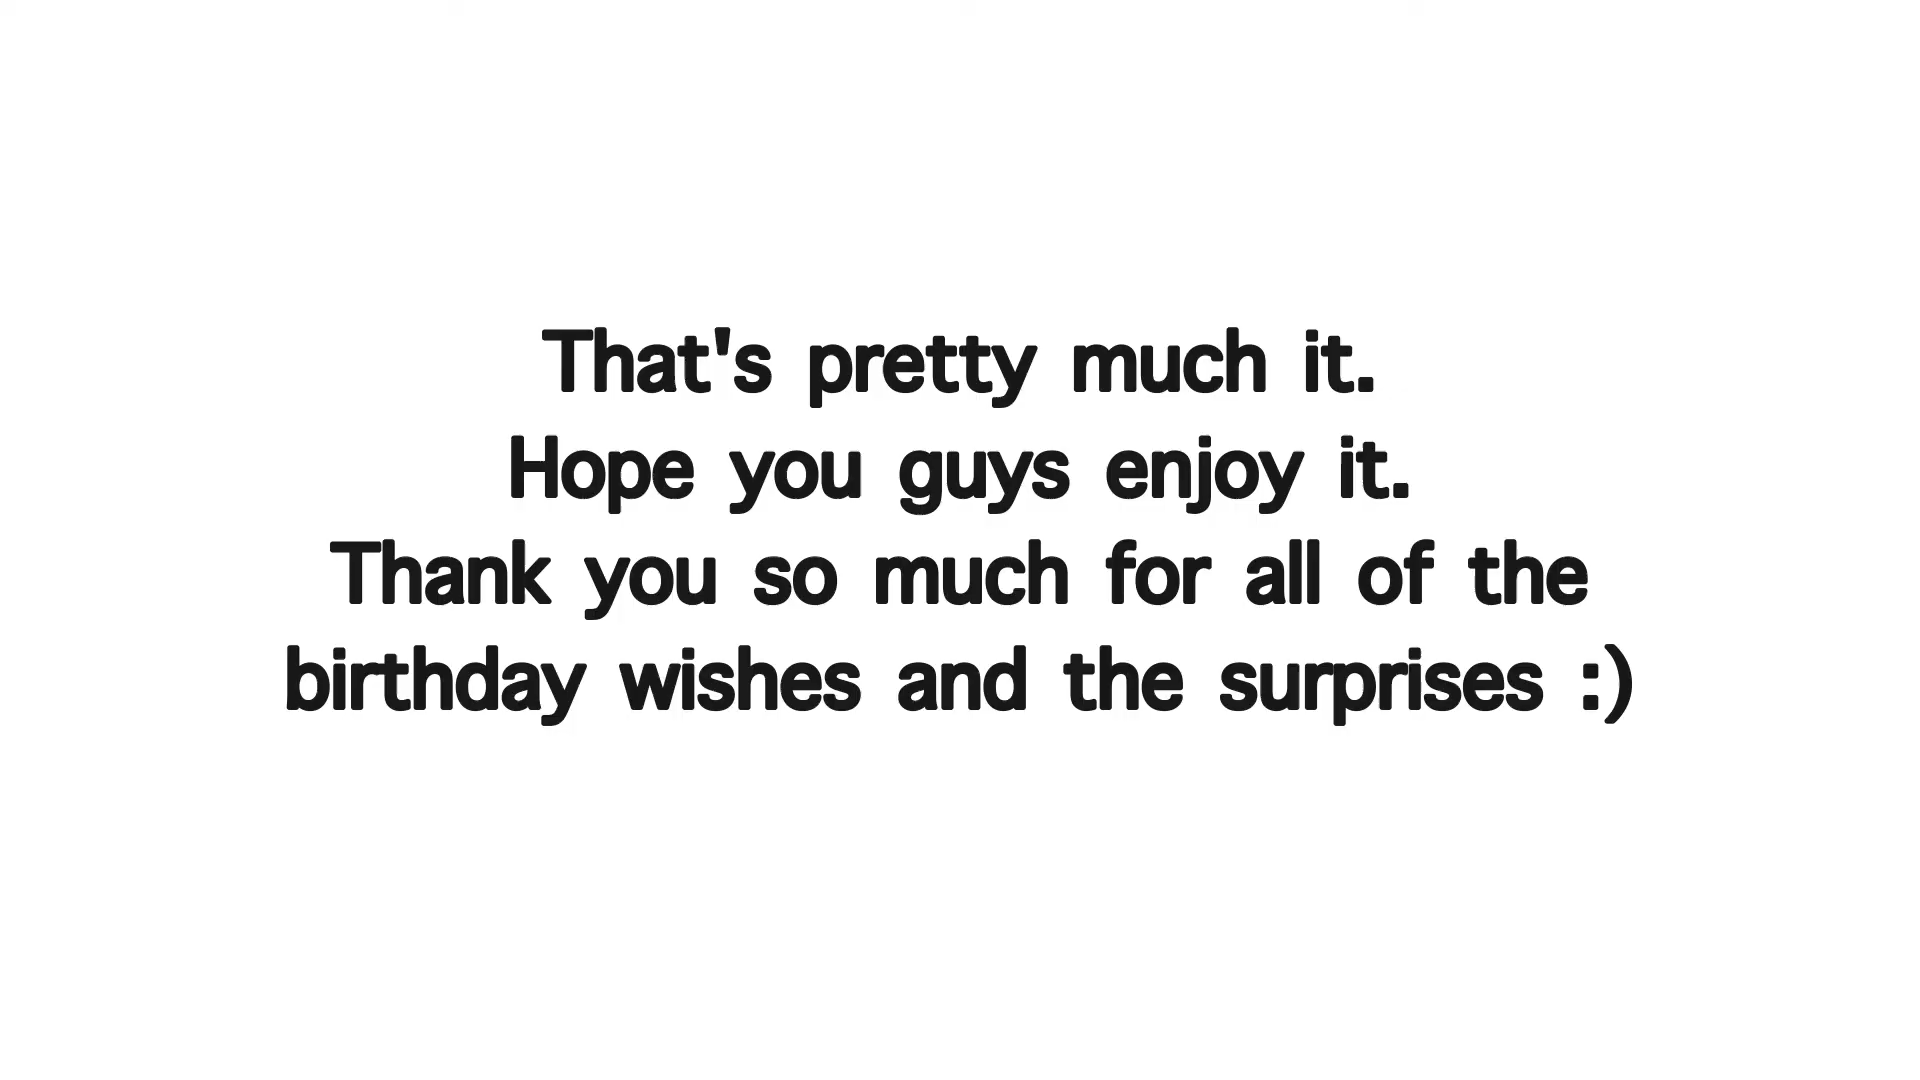 That's pretty much it.
Hope you guys enjoy it.
Thank you so much for all of the
birthday wishes and the surprises :)